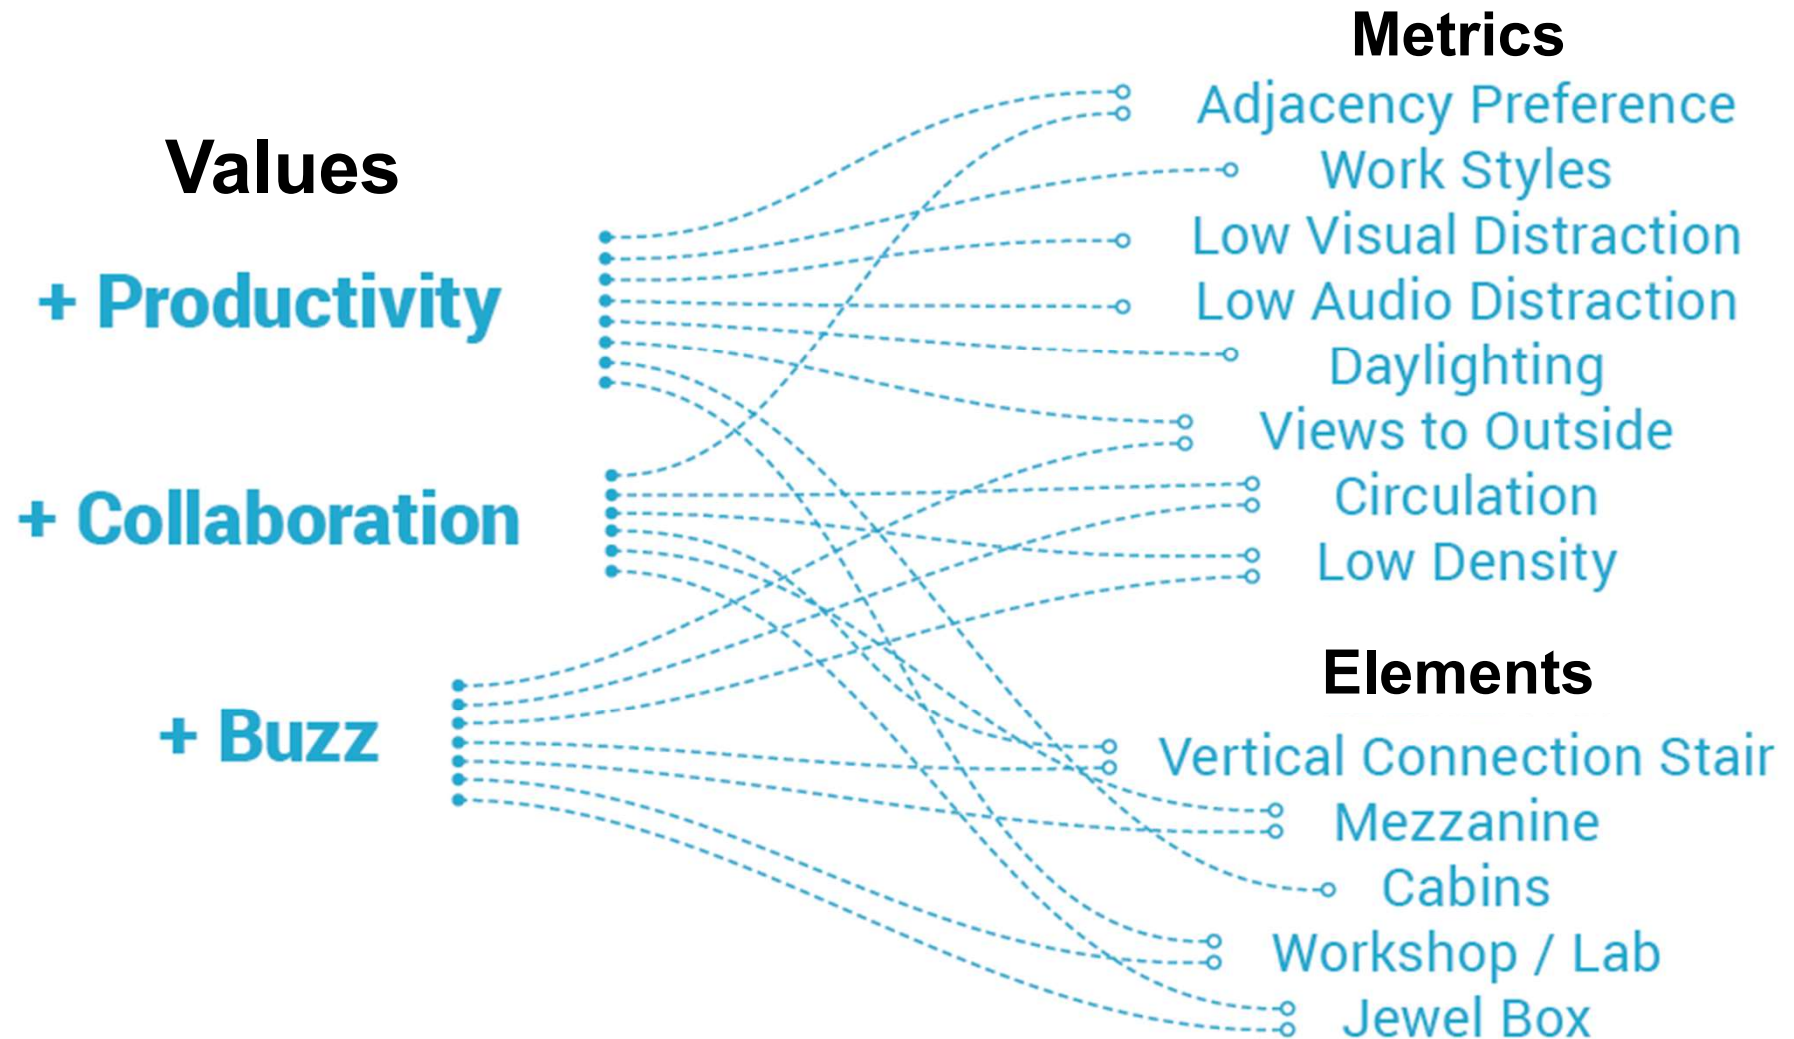 Values
+ Productivity
+ Collaboration
+ Buzz
Metrics
Adjacency Preference
Work Styles
Low Visual Distraction
Low Audio Distraction
Daylighting
Views to Outside
Circulation
Low Density
Elements
Vertical Connection Stair
Mezzanine
Cabins
Workshop / Lab
Jewel Box